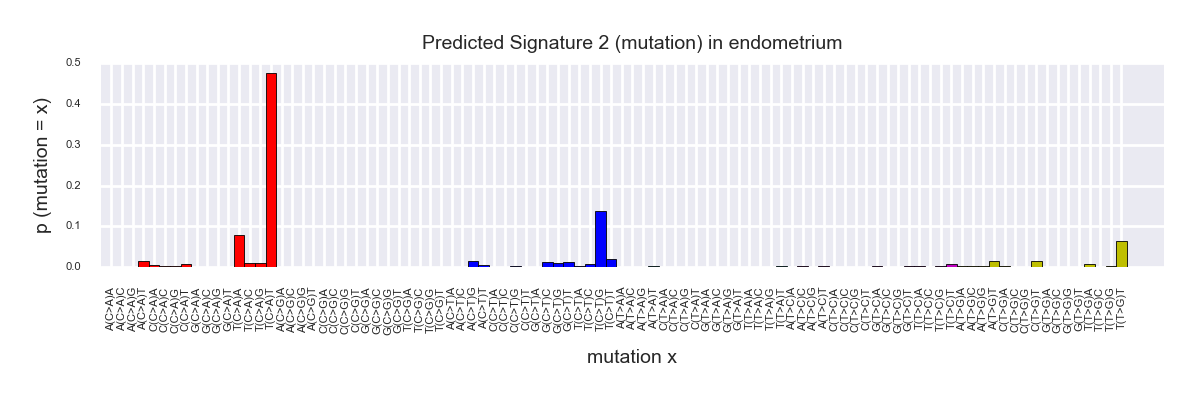 Predicted Signature 2 (mutation) in endometrium
p (mutation = x)
0.5
0.4
0.3
0.2
0.1
0.0
A(C>A)A
A(C>A)C
A(C>A)G
A(C>A)T
C(C>A)A
C(C>A)C
C(C>A)G
C(C>A)T
G(C>A)A
G(C>A)C
G(C>A)G
G(C>A)T
T(C>A)A
T(C>A)C
T(C>A)G
T(C>A)T
A(C>G)A
A(C>G)C
A(C>G)G
A(C>G)T
C(C>G)A
C(C>G)C
C(C>G)G
C(C>G)T
G(C>G)A
G(C>G)C
G(C>G)G
G(C>G)T
T(C>G)A
T(C>G)C
T(C>G)G
T(C>G)T
A(C>T)A
A(C>T)C
A(C>T)G
A(C>T)T
C(C>T)A
C(C>T)C
C(C>T)G
C(C>T)T
G(C>T)A
G(C>T)C
G(C>T)G
G(C>T)T
T(C>T)A
T(C>T)C
T(C>T)G
T(C>T)T
A(T>A)A
A(T>A)C
A(T>A)G
A(T>A)T
C(T>A)A
C(T>A)C
C(T>A)G
C(T>A)T
G(T>A)A
G(T>A)C
G(T>A)G
G(T>A)T
T(T>A)A
T(T>A)C
T(T>A)G
T(T>A)T
A(T>C)A
A(T>C)C
A(T>C)G
A(T>C)T
C(T>C)A
C(T>C)C
C(T>C)G
C(T>C)T
G(T>C)A
G(T>C)C
G(T>C)G
G(T>C)T
T(T>C)A
T(T>C)C
T(T>C)G
T(T>C)T
A(T>G)A
A(T>G)C
A(T>G)G
A(T>G)T
C(T>G)A
C(T>G)C
C(T>G)G
C(T>G)T
G(T>G)A
G(T>G)C
G(T>G)G
G(T>G)T
T(T>G)A
T(T>G)C
T(T>G)G
T(T>G)T
mutation x